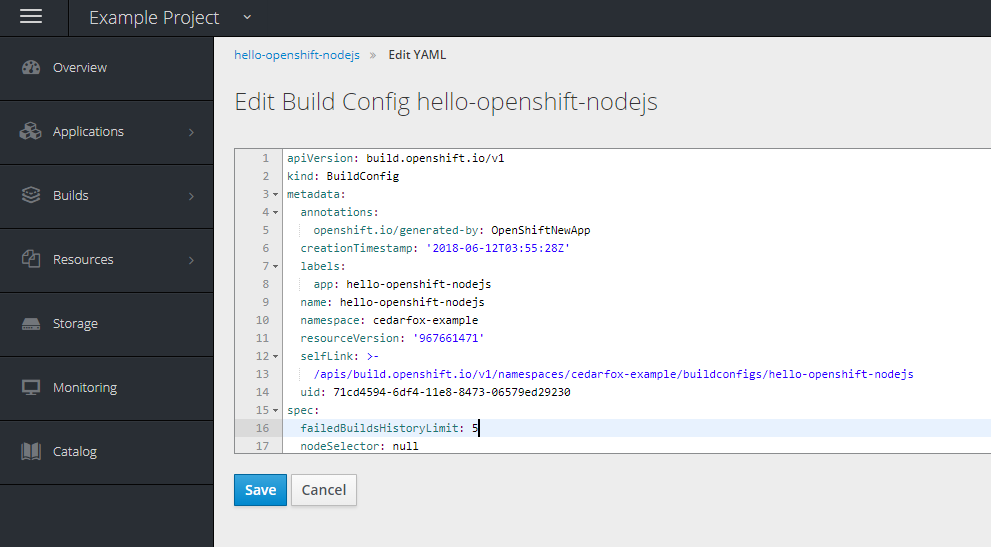 Example Project
Overview
Applications
Builds
Resources
Storage
Monitoring
Catalog
hello-openshift-nodejs » Edit YAML
Edit Build Config hello-openshift-nodejs
1 apiVersion: build.openshift.io/v1
2 kind: BuildConfig
3 metadata:
4 annotations:
5 openshift.io/generated-by: OpenShiftNewApp
6 creationTimestamp: '2018-06-12T03:55:28Z'
7 labels:
8 app: hello-openshift-nodejs
9 name: hello-openshift-nodejs
10 namespace: cedarfox-example
11 resourceVersion: '967661471'
12 selfLink: >-
13 /apis/build.openshift.io/v1/namespaces/cedarfox-example/buildconfigs/hello-openshift-nodejs
14 uid: 71cd4594-6df4-11e8-8473-06579ed29230
15 spec:
16 failedBuildsHistoryLimit: 5
17 nodeSelector: null
Save Cancel